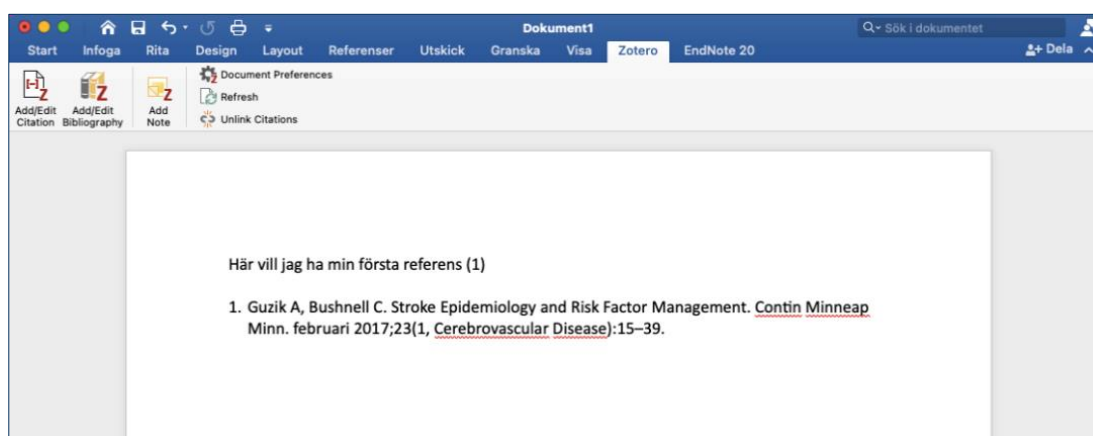 Dokument1
Sök i dokumentet
Start Infoga Rita Design Layout Referenser Utskick Granska Visa Zotero EndNote 20 Dela
Document Preferences
Refresh
Unlink Citations
Add/Edit Citation
Add/Edit Bibliography
Add Note
Här vill jag ha min första referens (1)
1. Guzik A, Bushnell C. Stroke Epidemiology and Risk Factor Management. Contin Minneap
Minn. februari 2017;23(1, Cerebrovascular Disease):15–39.